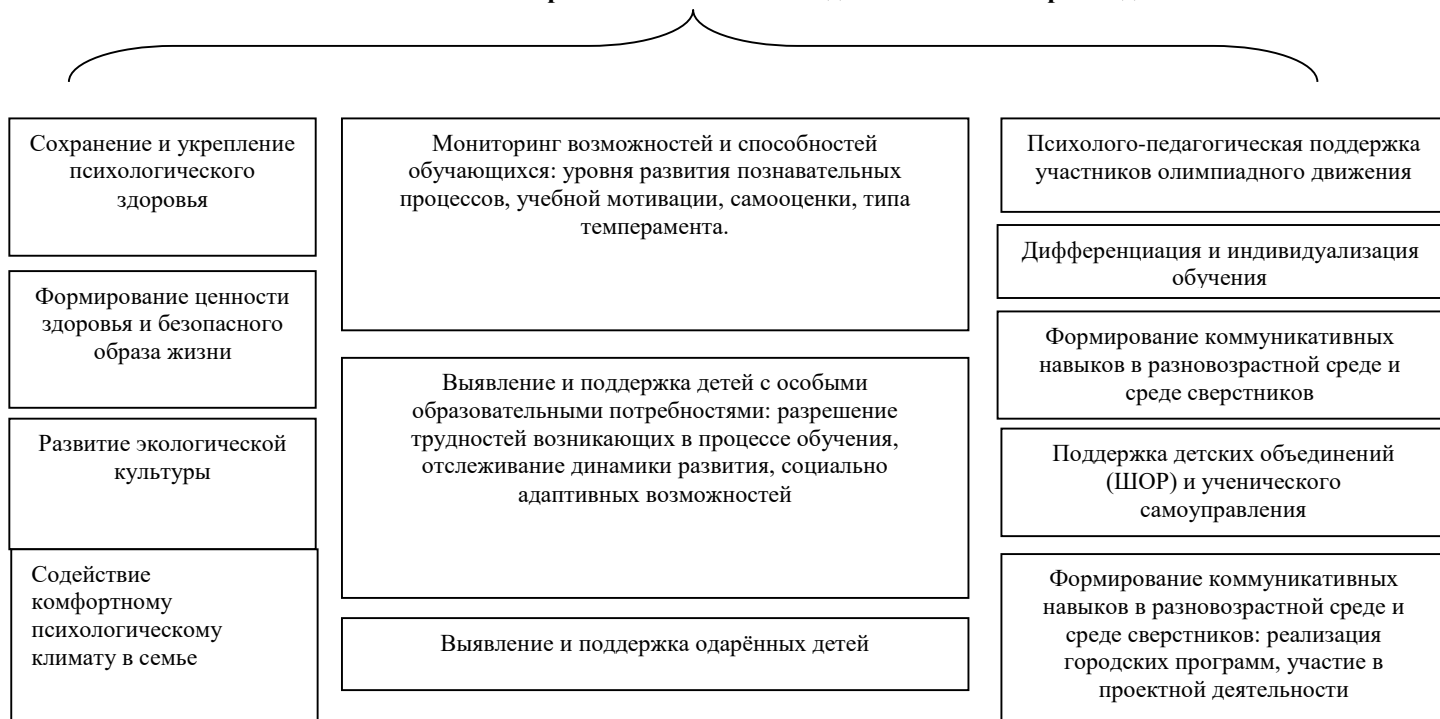 Сохранение и укрепление
психологического
здоровья
Формирование ценности
здоровья и безопасного
образа жизни
Развитие экологической
культуры
Содействие
комфортному
психологическому
климату в семье
Мониторинг возможностей и способностей
обучающихся: уровня развития познавательных
процессов, учебной мотивации, самооценки, типа
темперамента.
Выявление и поддержка детей с особыми
образовательными потребностями: разрешение
трудностей возникающих в процессе обучения,
отслеживание динамики развития, социально
адаптивных возможностей
Выявление и поддержка одарённых детей
Психолого-педагогическая поддержка
участников олимпиадного движения
Дифференциация и индивидуализация
обучения
Формирование коммуникативных
навыков в разновозрастной среде и
среде сверстников
Поддержка детских объединений
(ШОР) и ученического
самоуправления
Формирование коммуникативных
навыков в разновозрастной среде и
среде сверстников: реализация
городских программ, участие в
проектной деятельности